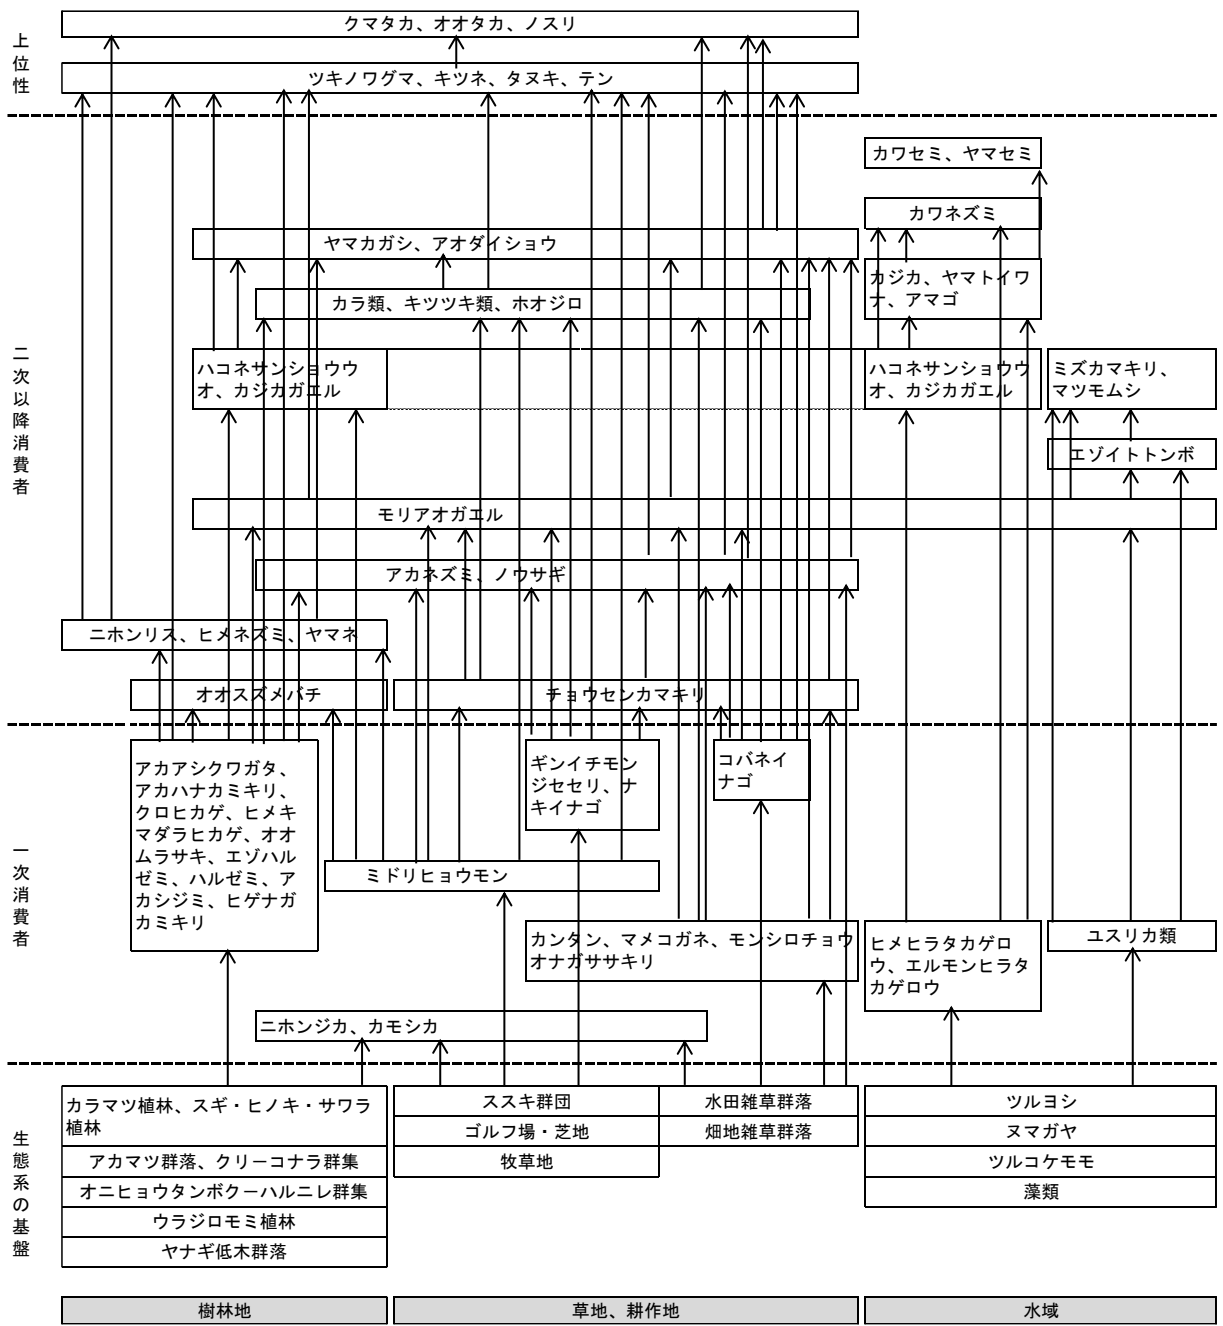 上位性
クマタカ、オオタカ、ノスリ
ツキノワグマ、キツネ、タヌキ、テン
二次以降消費者
カワセミ、ヤマセミ
カワネズミ
ヤマカガシ、アオダイショウ
カジカ、ヤマトイワ
ナ、アマゴ
カラ類、キツツキ類、ホオジロ
ハコネサンショウウ
オ、カジカガエル
ハコネサンショウウ
オ、カジカガエル
ミズカマキリ、
マツモムシ
エゾイトトンボ
モリアオガエル
アカネズミ、ノウサギ
ニホンリス、ヒメネズミ、ヤマネ
オオスズメバチ
チョウセンカマキリ
一次消費者
アカアシクワガタ、
アカハナカミキリ、
クロヒカゲ、ヒメキ
マダラヒカゲ、オオ
ムラサキ、エゾハル
ゼミ、ハルゼミ、ア
カシジミ、ヒゲナガ
カミキリ
ギンイチモン
ジセセリ、ナ
キイナゴ
コバネイ
ナゴ
ミドリヒョウモン
カンタン、マメコガネ、モンシロチョウ
オナガササキリ
ヒメヒラタカゲロ
ウ、エルモンヒラタ
カゲロウ
ユスリカ類
ニホンジカ、カモシカ
生態系の基盤
カラマツ植林、スギ・ヒノキ・サワラ
植林
アカマツ群落、クリーコナラ群集
オニヒョウタンボクーハルニレ群集
ウラジロモミ植林
ヤナギ低木群落
ススキ群団
ゴルフ場・芝地
牧草地
水田雑草群落
畑地雑草群落
ツルヨシ
ヌマガヤ
ツルコケモモ
藻類
樹林地
草地、耕作地
水域